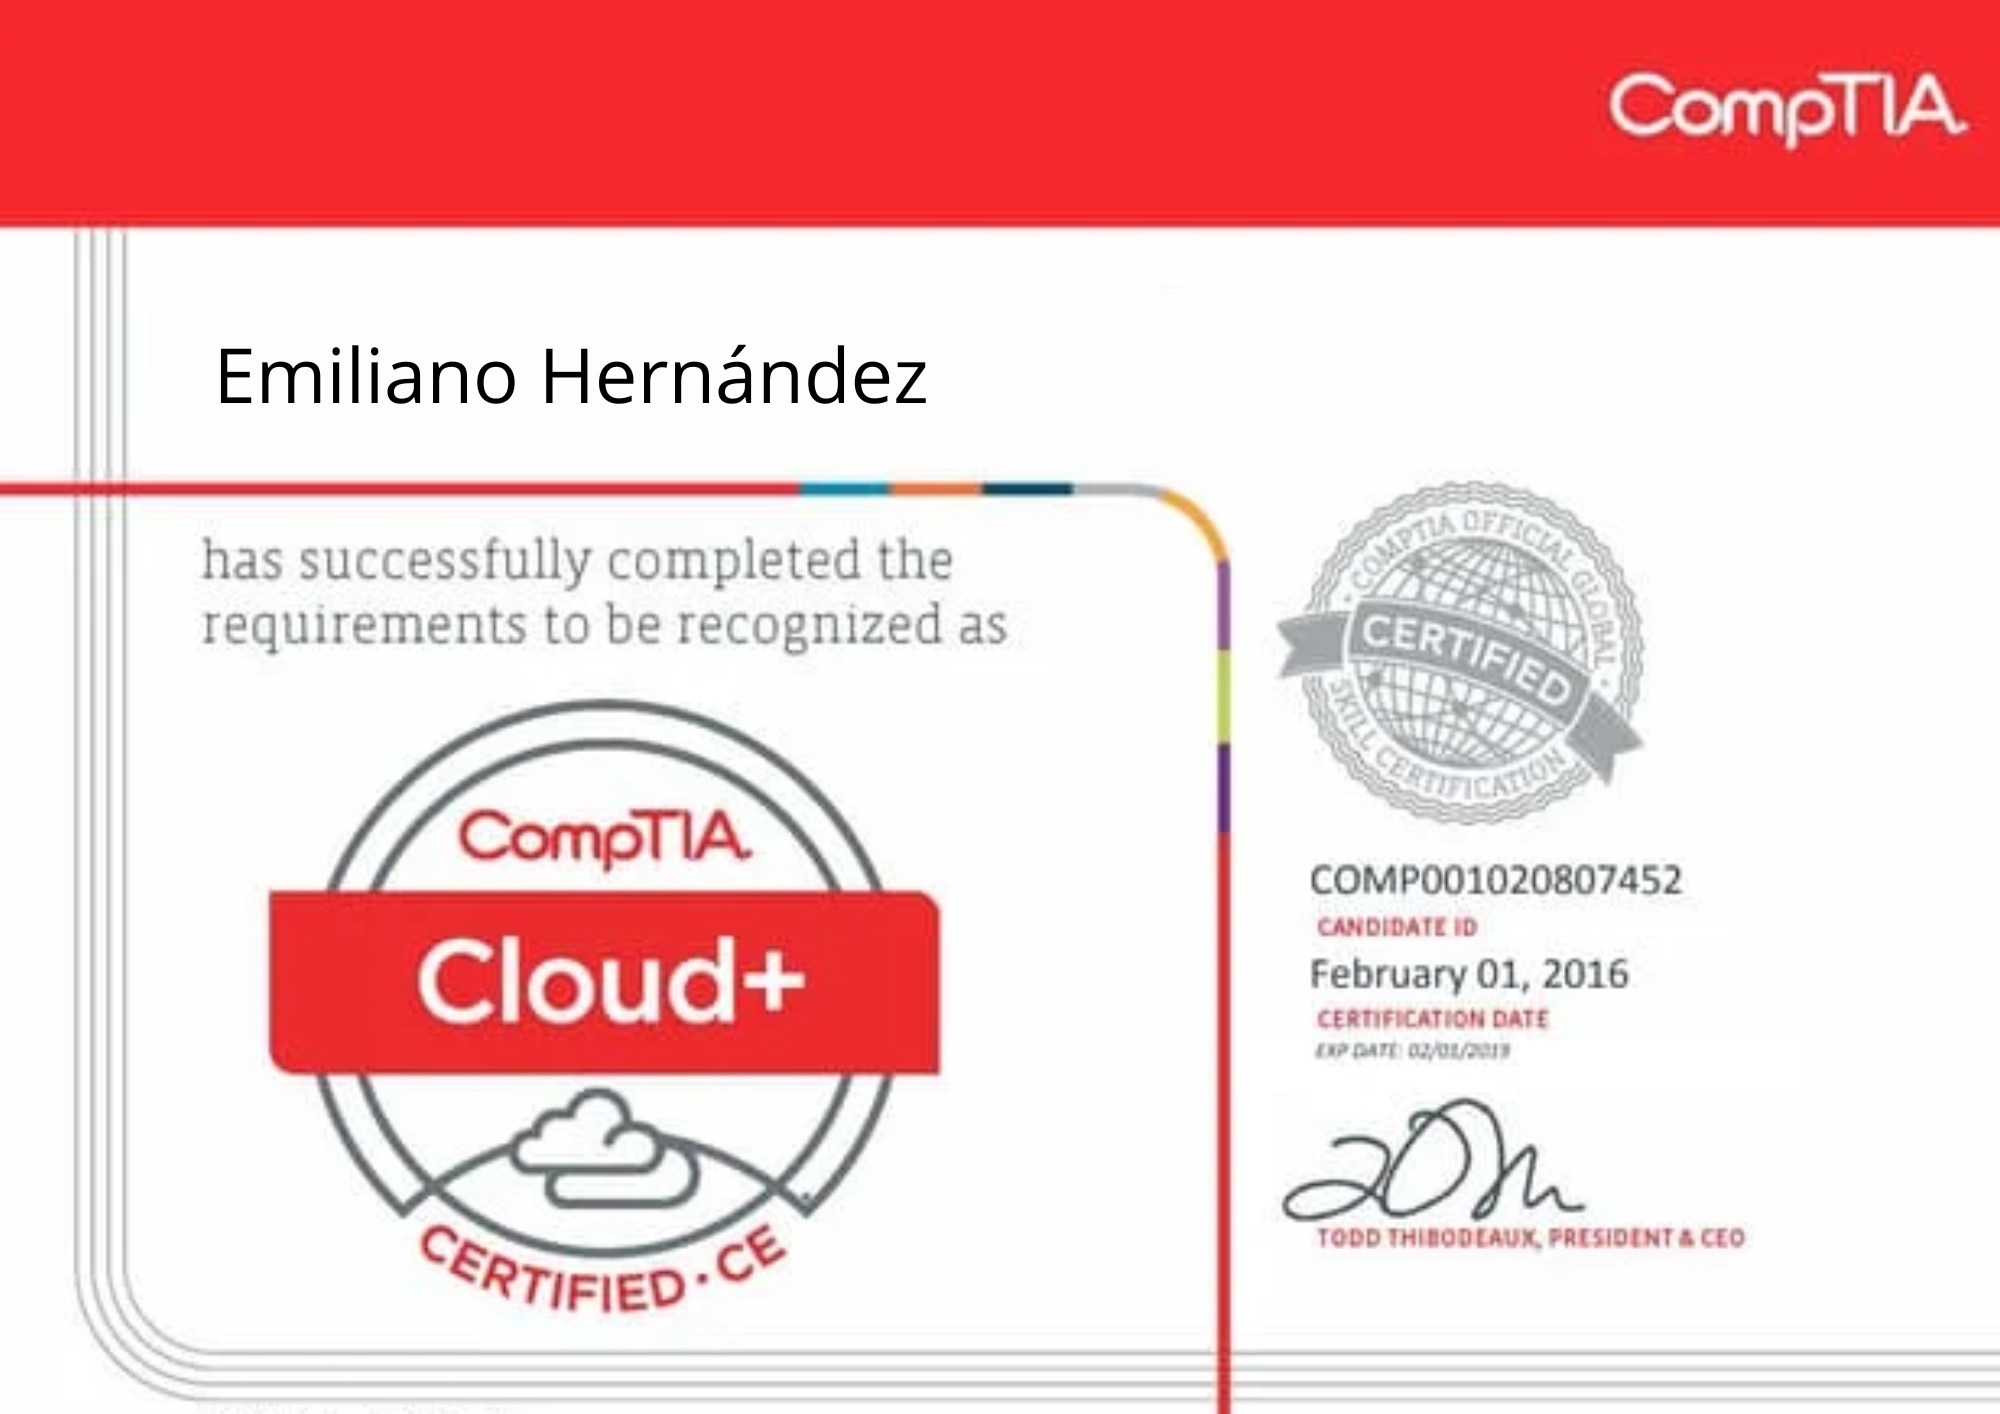 CompTIA.
Emiliano Hernández
has successfully completed the
requirements to be recognized as
COMPTIA OFFICIAL GLOBAL
CERTIFIED
SKILL CERTIFICATION
CompTIA.
Cloud+
CERTIFIED · CE
COMP001020807452
CANDIDATE ID
February 01, 2016
CERTIFICATION DATE
EXP DATE: 02/01/2019
TODD THIBODEAUX, PRESIDENT & CEO